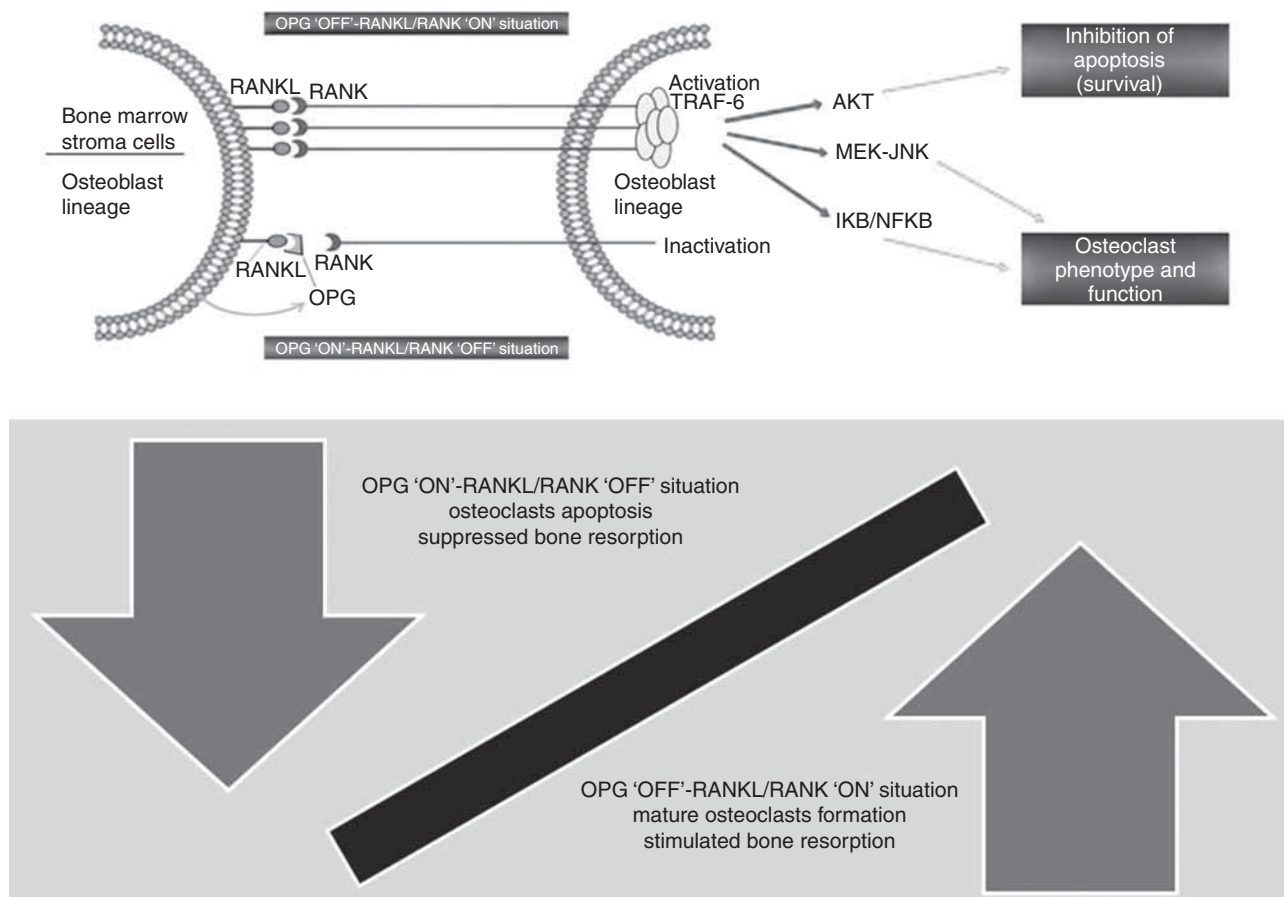 OPG ‘OFF’-RANKL/RANK ‘ON’ situation
RANKL
RANK
Bone marrow
stroma cells
Osteoblast
lineage
Activation
TRAF-6
Osteoblast
lineage
AKT
MEK-JNK
IKB/NFKB
Inhibition of
apoptosis
(survival)
Osteoclast
phenotype and
function
RANKL
RANK
OPG
Inactivation
OPG ‘ON’-RANKL/RANK ‘OFF’ situation
OPG ‘ON’-RANKL/RANK ‘OFF’ situation
osteoclasts apoptosis
suppressed bone resorption
OPG ‘OFF’-RANKL/RANK ‘ON’ situation
mature osteoclasts formation
stimulated bone resorption